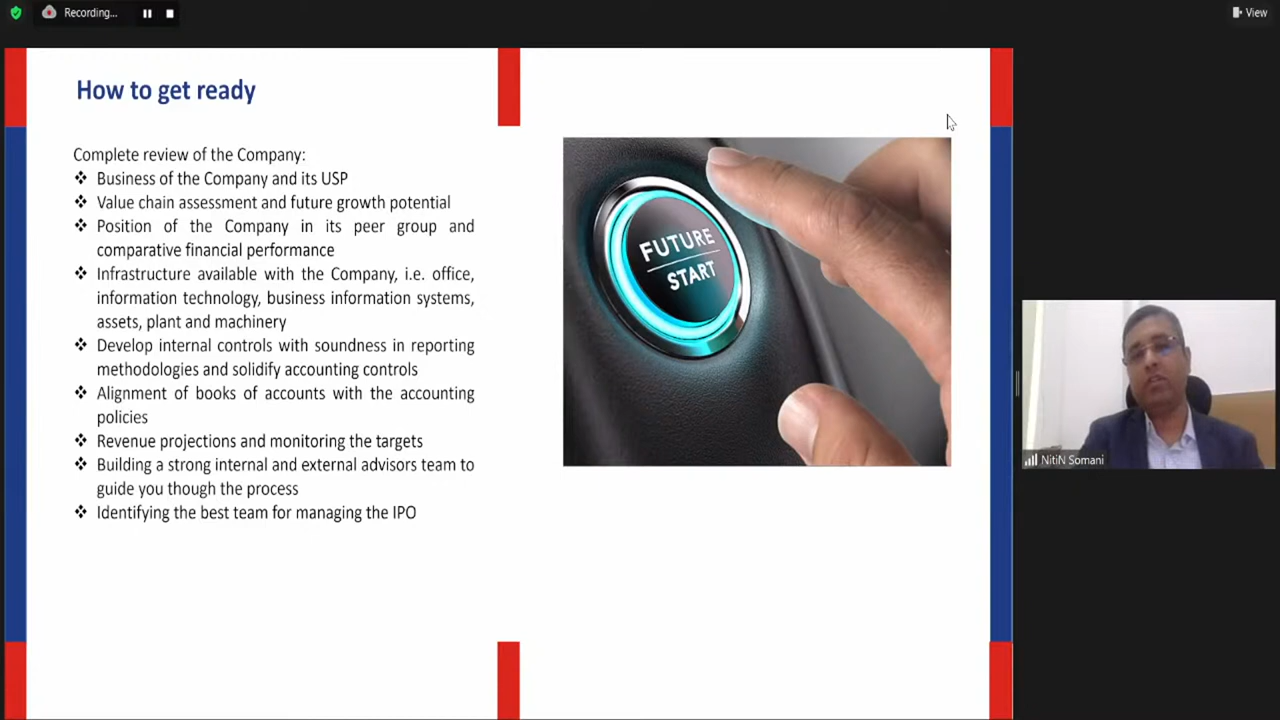 Recording...
View
How to get ready
Complete review of the Company:
❖ Business of the Company and its USP
❖ Value chain assessment and future growth potential
❖ Position of the Company in its peer group and
comparative financial performance
❖ Infrastructure available with the Company, i.e. office,
information technology, business information systems,
assets, plant and machinery
❖ Develop internal controls with soundness in reporting
methodologies and solidify accounting controls
❖ Alignment of books of accounts with the accounting
policies
❖ Revenue projections and monitoring the targets
❖ Building a strong internal and external advisors team to
guide you though the process
❖ Identifying the best team for managing the IPO
FUTURE
START
NitiN Somani